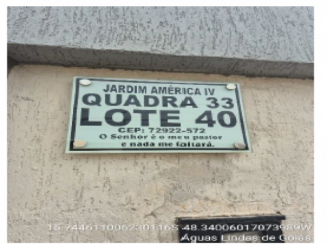 JARDIM AMÉRICA IV
QUADRA 33
LOTE 40
CEP: 72922-572
O Senhor é o meu pastor
e nada me faltará.
Águas Lindas de Goiás